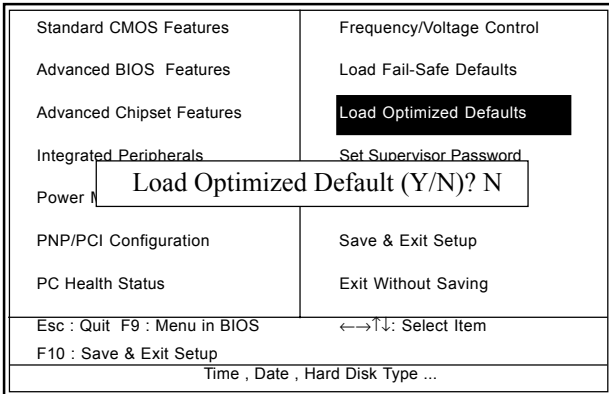 Standard CMOS Features
Frequency/Voltage Control
Advanced BIOS Features
Load Fail-Safe Defaults
Advanced Chipset Features
Load Optimized Defaults
Integrated Peripherals
Set Supervisor Password
Power
Load Optimized Default (Y/N)? N
PNP/PCI Configuration
Save & Exit Setup
PC Health Status
Exit Without Saving
Esc : Quit F9 : Menu in BIOS
←→↑↓: Select Item
F10 : Save & Exit Setup
Time , Date , Hard Disk Type ...